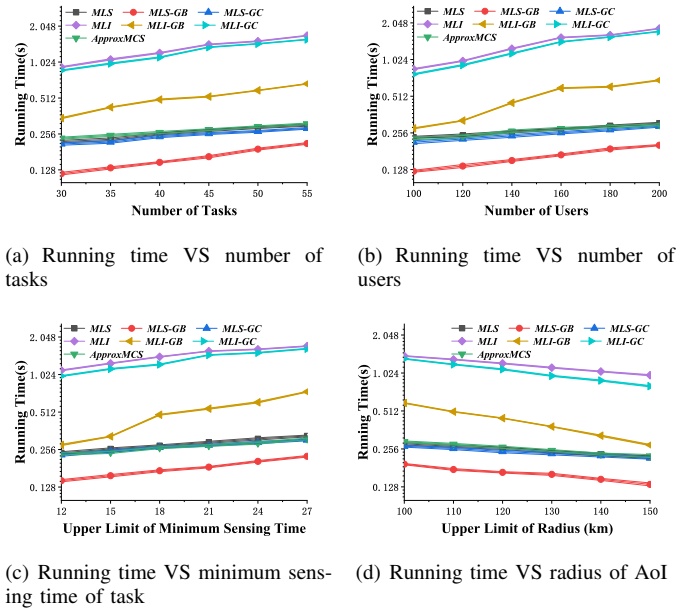 MLS MLS-GB MLS-GC
MLI MLI-GB MLI-GC
ApproxMCS
Running Time(s)
2.048
1.024
0.512
0.256
0.128
30 35 40 45 50 55
Number of Tasks
(a) Running time VS number of
tasks
MLS MLS-GB MLS-GC
MLI MLI-GB MLI-GC
ApproxMCS
Running Time(s)
2.048
1.024
0.512
0.256
0.128
100 120 140 160 180 200
Number of Users
(b) Running time VS number of
users
MLS MLS-GB MLS-GC
MLI MLI-GB MLI-GC
ApproxMCS
Running Time(s)
2.048
1.024
0.512
0.256
0.128
12 15 18 21 24 27
Upper Limit of Minimum Sensing Time
(c) Running time VS minimum sens-
ing time of task
MLS MLS-GB MLS-GC
MLI MLI-GB MLI-GC
ApproxMCS
Running Time(s)
2.048
1.024
0.512
0.256
0.128
100 110 120 130 140 150
Upper Limit of Radius (km)
(d) Running time VS radius of AoI